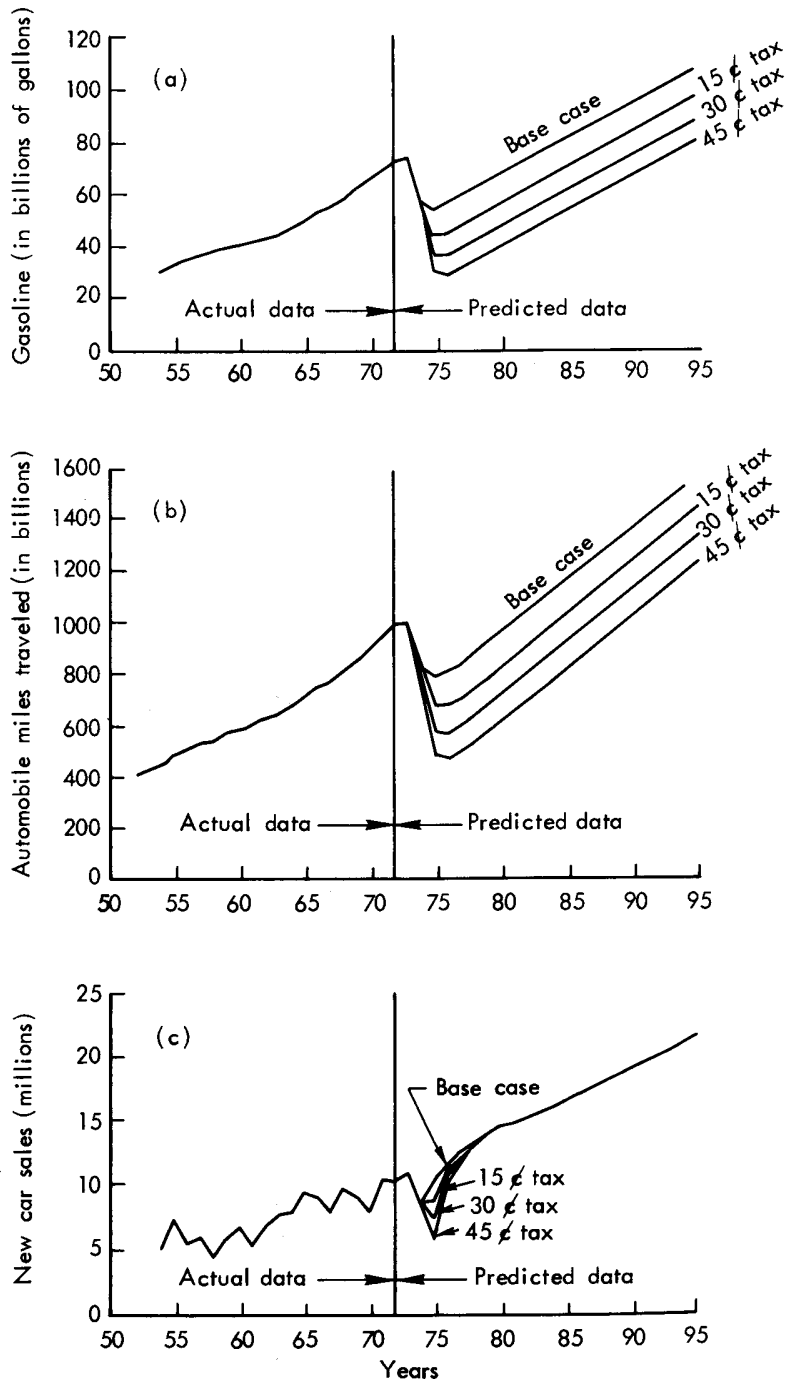 Gasoline (in billions of gallons)
120
100
80
60
40
20
0
(a)
Base case
15 ¢ tax
30 ¢ tax
45 ¢ tax
Actual data
Predicted data
50 55 60 65 70 75 80 85 90 95
Automobile miles traveled (in billions)
1600
1400
1200
1000
800
600
400
200
0
(b)
Base case
15 ¢ tax
30 ¢ tax
45 ¢ tax
Actual data
Predicted data
50 55 60 65 70 75 80 85 90 95
New car sales (millions)
25
20
15
10
5
0
(c)
Base case
15 ¢ tax
30 ¢ tax
45 ¢ tax
Actual data
Predicted data
50 55 60 65 70 75 80 85 90 95
Years